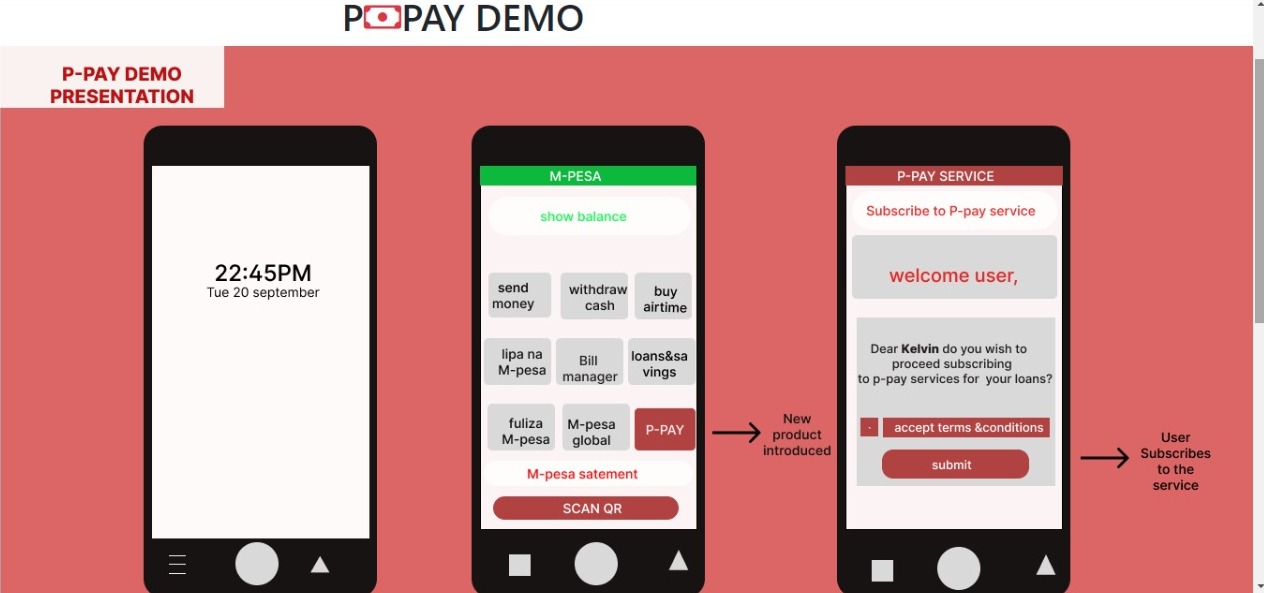 P PAY DEMO
P-PAY DEMO
PRESENTATION
22:45PM
Tue 20 september
M-PESA
show balance
send
money
withdraw
cash
buy
airtime
lipa na
M-pesa
Bill
manager
loans&sa
vings
fuliza
M-pesa
M-pesa
global
P-PAY
M-pesa satement
SCAN QR
New
product
introduced
P-PAY SERVICE
Subscribe to P-pay service
welcome user,
Dear Kelvin do you wish to
proceed subscribing
to p-pay services for your loans?
accept terms &conditions
submit
User
Subscribes
to the
service